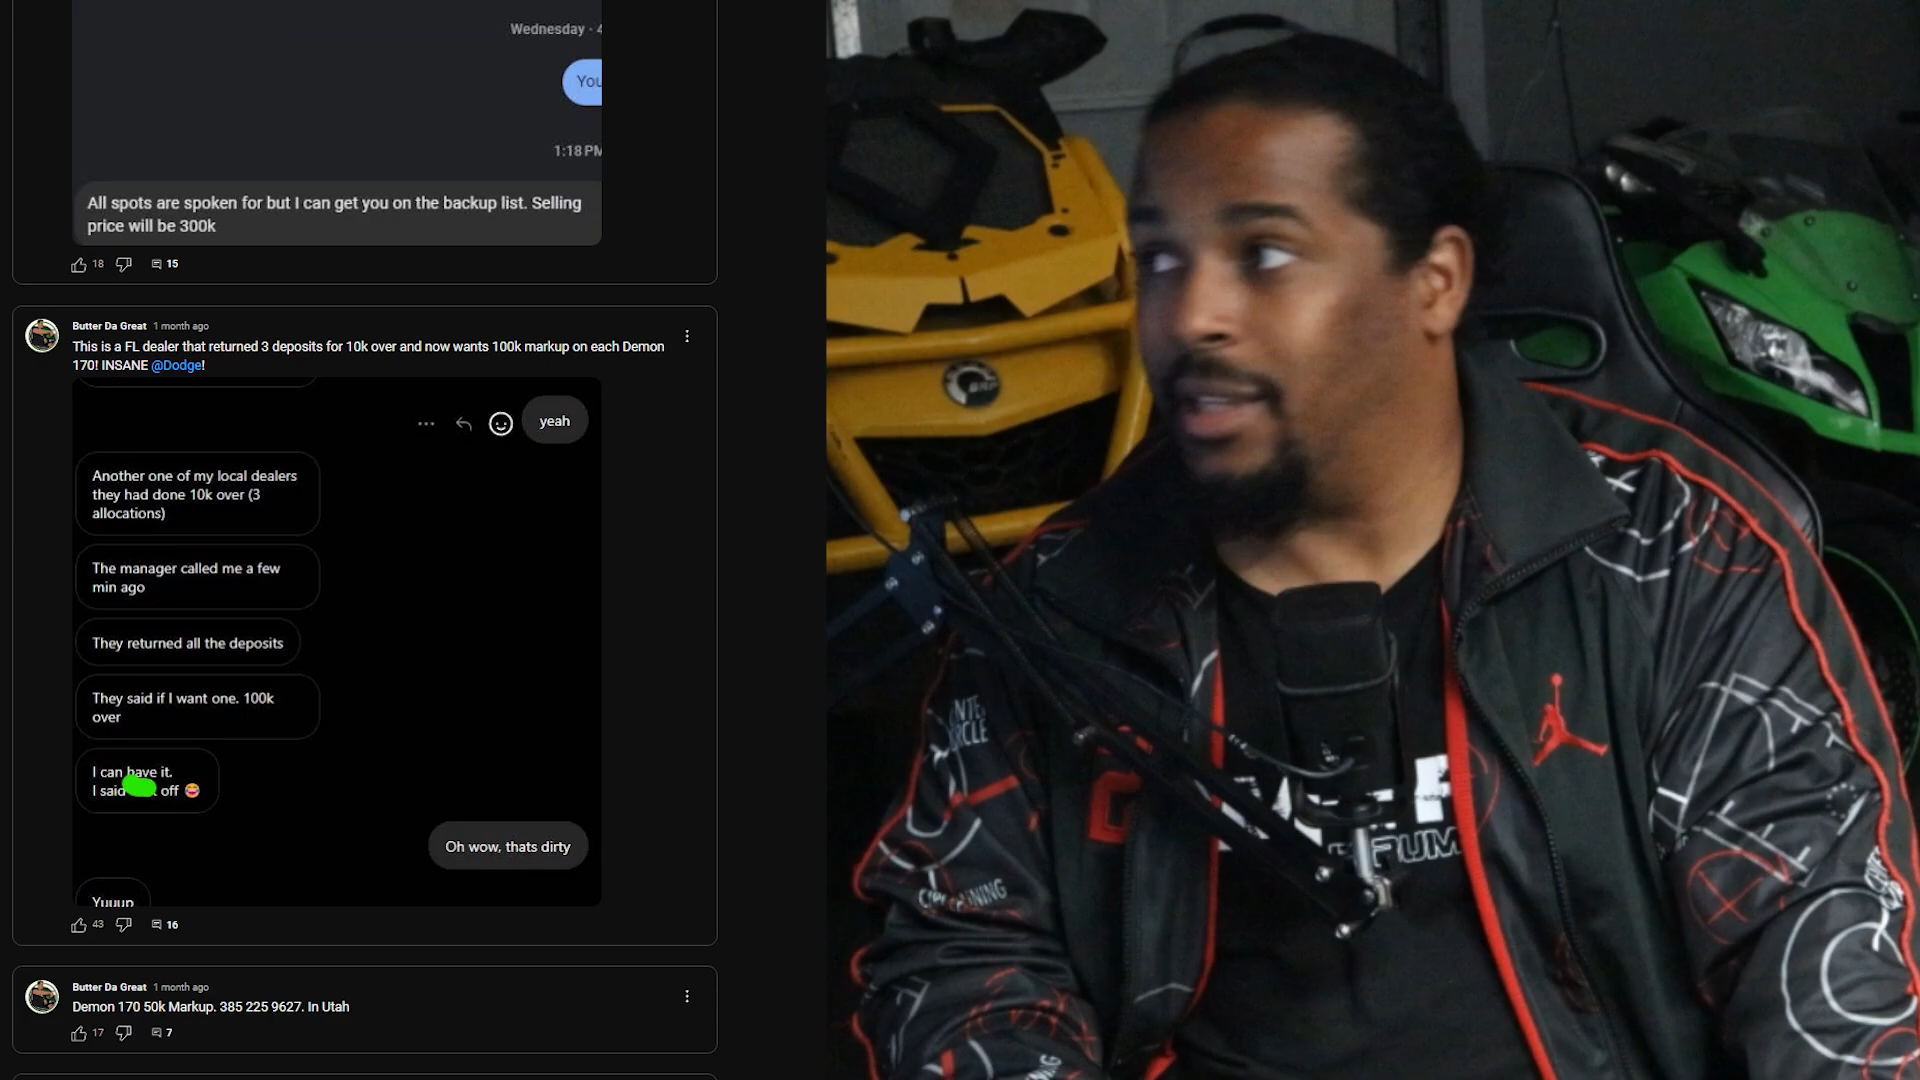 Wednesday · 4
You
1:18 PM
All spots are spoken for but I can get you on the backup list. Selling
price will be 300k
18
15
Butter Da Great 1 month ago
This is a FL dealer that returned 3 deposits for 10k over and now wants 100k markup on each Demon
170! INSANE @Dodge!
yeah
Another one of my local dealers
they had done 10k over (3
allocations)
The manager called me a few
min ago
They returned all the deposits
They said if I want one. 100k
over
I can have it.
I said off 😂
Oh wow, thats dirty
Yuuup
43
16
Butter Da Great 1 month ago
Demon 170 50k Markup. 385 225 9627. In Utah
17
7